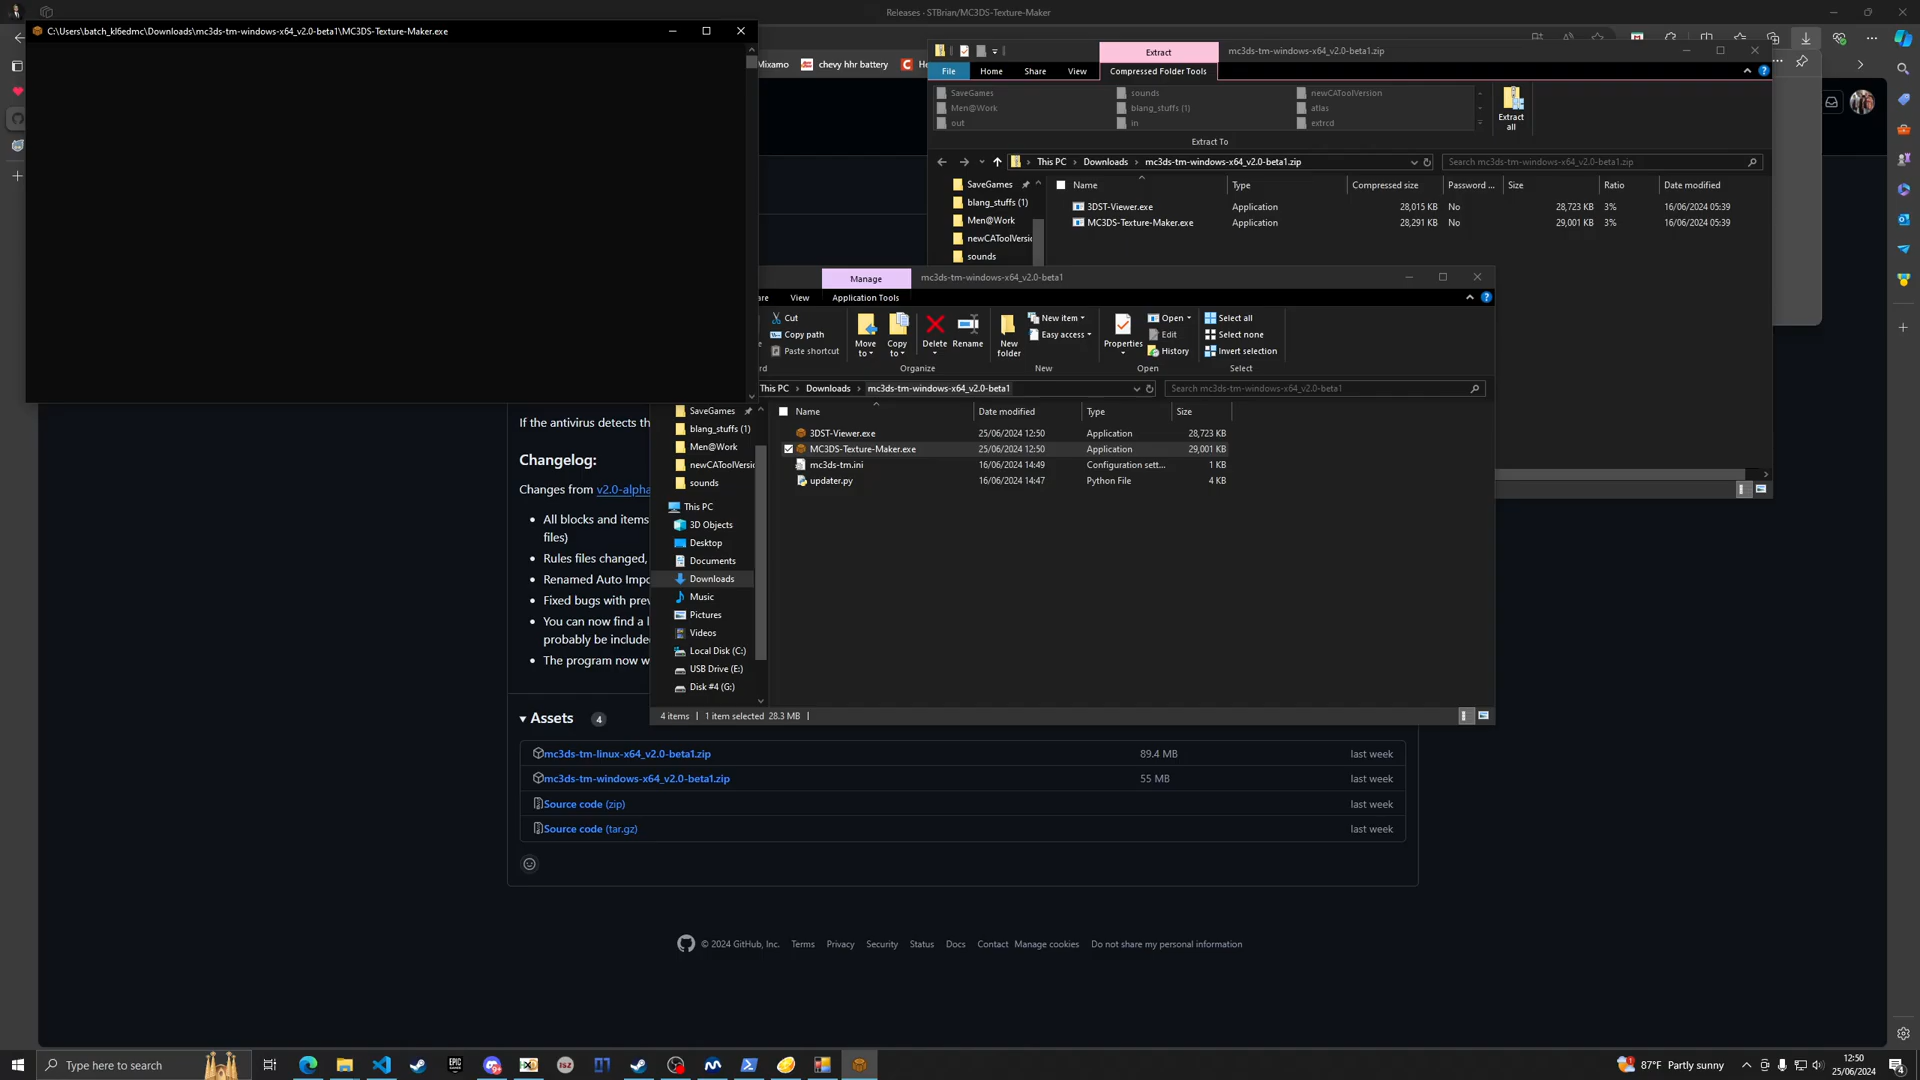 Releases · STBrian/MC3DS-Texture-Maker
C:\Users\batch_kl6edmc\Downloads\mc3ds-tm-windows-x64_v2.0-beta1\MC3DS-Texture-Maker.exe
Mixamo
chevy hhr battery
Extract
mc3ds-tm-windows-x64_v2.0-beta1.zip
File
Home
Share
View
Compressed Folder Tools
SaveGames
sounds
newCAToolVersion
Men@Work
blang_stuffs (1)
atlas
out
in
extrcd
Extract all
Extract To
This PC
Downloads
mc3ds-tm-windows-x64_v2.0-beta1.zip
Search mc3ds-tm-windows-x64_v2.0-beta1.zip
SaveGames
blang_stuffs (1)
Men@Work
newCAToolVersic
sounds
Name
Type
Compressed size
Password ...
Size
Ratio
Date modified
3DST-Viewer.exe
Application
28,015 KB
No
28,723 KB
3%
16/06/2024 05:39
MC3DS-Texture-Maker.exe
Application
28,291 KB
No
29,001 KB
3%
16/06/2024 05:39
Manage
mc3ds-tm-windows-x64_v2.0-beta1
are
View
Application Tools
Cut
Copy path
Paste shortcut
Move to
Copy to
Delete
Rename
New folder
New item
Easy access
Properties
Open
Edit
History
Select all
Select none
Invert selection
rd
Organize
New
Open
Select
This PC
Downloads
mc3ds-tm-windows-x64_v2.0-beta1
Search mc3ds-tm-windows-x64_v2.0-beta1
SaveGames
blang_stuffs (1)
Men@Work
newCAToolVersic
sounds
This PC
3D Objects
Desktop
Documents
Downloads
Music
Pictures
Videos
Local Disk (C:)
USB Drive (E:)
Disk #4 (G:)
Name
Date modified
Type
Size
3DST-Viewer.exe
25/06/2024 12:50
Application
28,723 KB
MC3DS-Texture-Maker.exe
25/06/2024 12:50
Application
29,001 KB
mc3ds-tm.ini
16/06/2024 14:49
Configuration sett...
1 KB
updater.py
16/06/2024 14:47
Python File
4 KB
4 items
1 item selected 28.3 MB
If the antivirus detects th
Changelog:
Changes from v2.0-alpha
All blocks and items
files)
Rules files changed,
Renamed Auto Impo
Fixed bugs with prev
You can now find a l
probably be include
The program now w
Assets 4
mc3ds-tm-linux-x64_v2.0-beta1.zip
89.4 MB
last week
mc3ds-tm-windows-x64_v2.0-beta1.zip
55 MB
last week
Source code (zip)
last week
Source code (tar.gz)
last week
© 2024 GitHub, Inc.
Terms
Privacy
Security
Status
Docs
Contact
Manage cookies
Do not share my personal information
Type here to search
87°F Partly sunny
12:50
25/06/2024